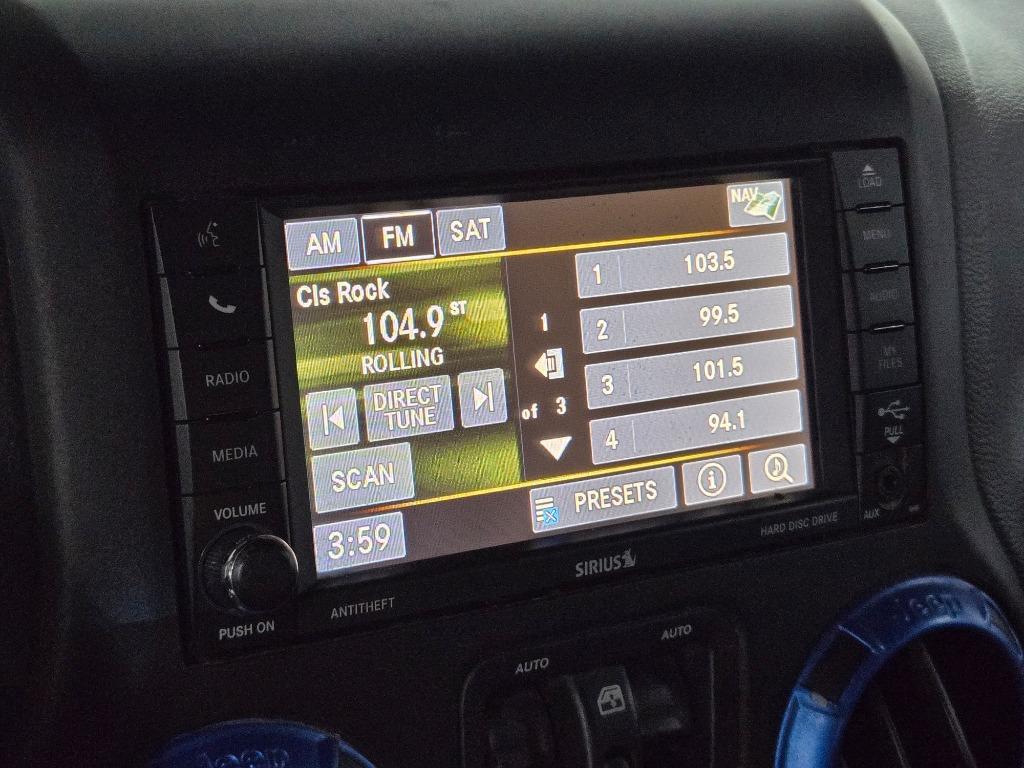 AM FM SAT NAV
Cls Rock
104.9 ST
ROLLING
DIRECT
TUNE
SCAN
3:59
1
of 3
1 103.5
2 99.5
3 101.5
4 94.1
PRESETS
RADIO
MEDIA
VOLUME
PUSH ON
ANTITHEFT
SIRIUS
HARD DISC DRIVE
LOAD
MENU
AUDIO
MY
FILES
PULL
AUX
AUTO
AUTO
Jeep
Jeep